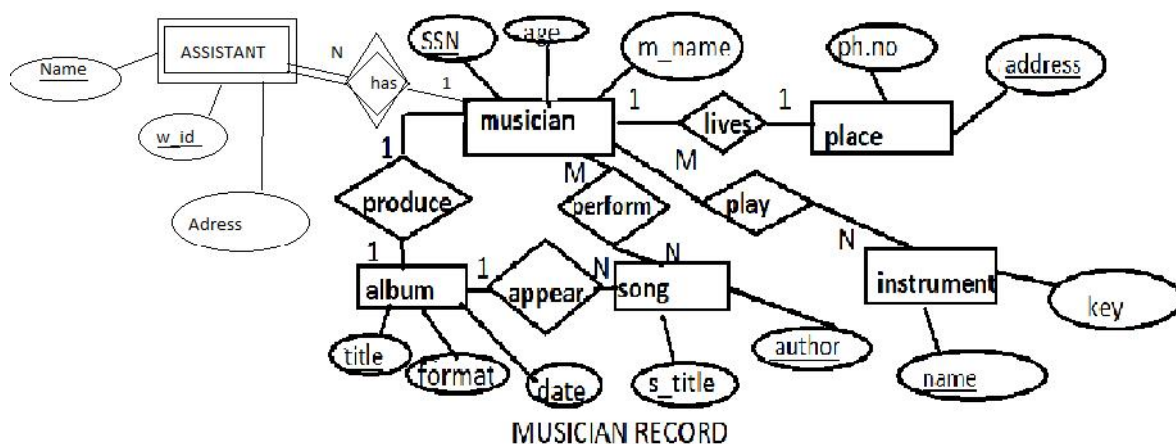 SSN
age
m_name
ph.no
address
Name
ASSISTANT
N
has
1
musician
1
lives
1
place
w_id
Adress
1
produce
M
perform
M
play
N
1
album
1
appear
N
song
N
instrument
key
title
format
date
s_title
author
name
MUSICIAN RECORD